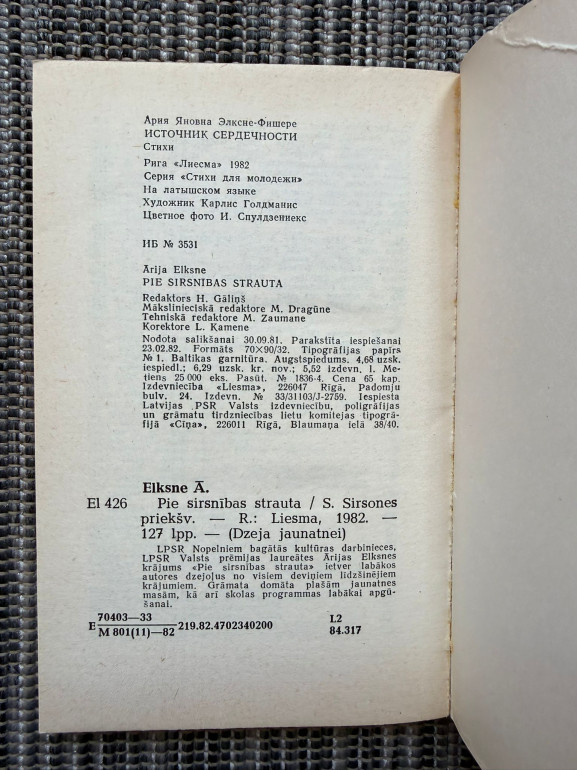 Ария Яновна Элксне-Фишере
ИСТОЧНИК СЕРДЕЧНОСТИ
Стихи
Рига «Лиесма» 1982
Серия «Стихи для молодежи»
На латышском языке
Художник Карлис Голдманис
Цветное фото И. Спулдзениекс
ИБ № 3531
Ārija Elksne
PIE SIRSNĪBAS STRAUTA
Redaktors H. Gāliņš
Mākslinieciskā redaktore M. Dragūne
Tehniskā redaktore M. Zaumane
Korektore L. Kamene
Nodota salikšanai 30.09.81. Parakstīta iespiešanai
23.02.82. Formāts 70×90/32. Tipogrāfijas papīrs
№ 1. Baltikas garnitūra. Augstspiedums. 4,68 uzsk.
iespiedl.; 6,29 uzsk. kr. nov.; 5,52 izdevn. l. Me-
tiens 25 000 eks. Pasūt. № 1836-4. Cena 65 kap.
Izdevniecība «Liesma», 226047 Rīgā, Padomju
bulv. 24. Izdevn. № 33/31103/J-2759. Iespiesta
Latvijas PSR Valsts izdevniecību, poligrāfijas
un grāmatu tirdzniecības lietu komitejas tipogrā-
fijā «Cīņa», 226011 Rīgā, Blaumaņa ielā 38/40.
Elksne Ā.
El 426 Pie sirsnības strauta / S. Sirsones
priekšv. — R.: Liesma, 1982. —
127 lpp. — (Dzeja jaunatnei)
LPSR Nopelniem bagātās kultūras darbinieces,
LPSR Valsts prēmijas laureātes Ārijas Elksnes
krājums «Pie sirsnības strauta» ietver labākos
autores dzejoļus no visiem deviņiem līdzšinējiem
krājumiem. Grāmata domāta plašām jaunatnes
masām, kā arī skolas programmas labākai apgū-
šanai.
E 70403—33
M 801(11)—82 219.82.4702340200
L2
84.317